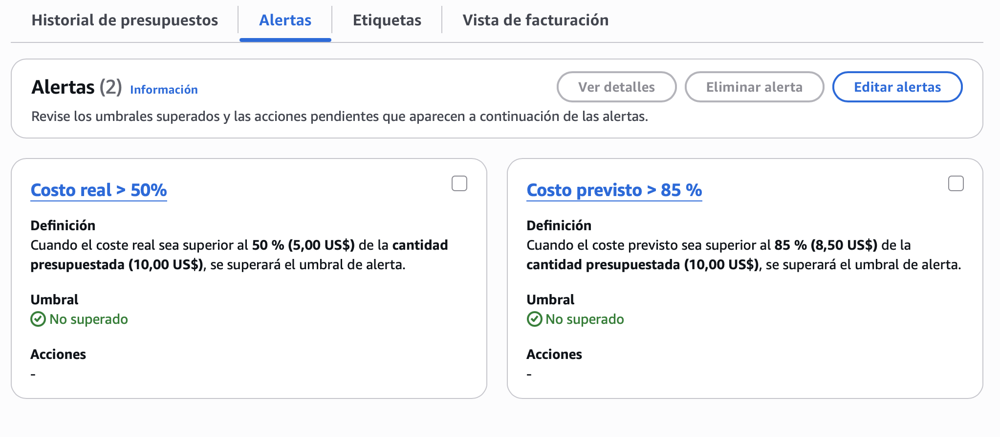 Historial de presupuestos
Alertas
Etiquetas
Vista de facturación
Alertas (2) Información
Ver detalles
Eliminar alerta
Editar alertas
Revise los umbrales superados y las acciones pendientes que aparecen a continuación de las alertas.
Costo real > 50%
Definición
Cuando el coste real sea superior al 50 % (5,00 US$) de la cantidad
presupuestada (10,00 US$), se superará el umbral de alerta.
Umbral
No superado
Acciones
-
Costo previsto > 85 %
Definición
Cuando el coste previsto sea superior al 85 % (8,50 US$) de la
cantidad presupuestada (10,00 US$), se superará el umbral de alerta.
Umbral
No superado
Acciones
-